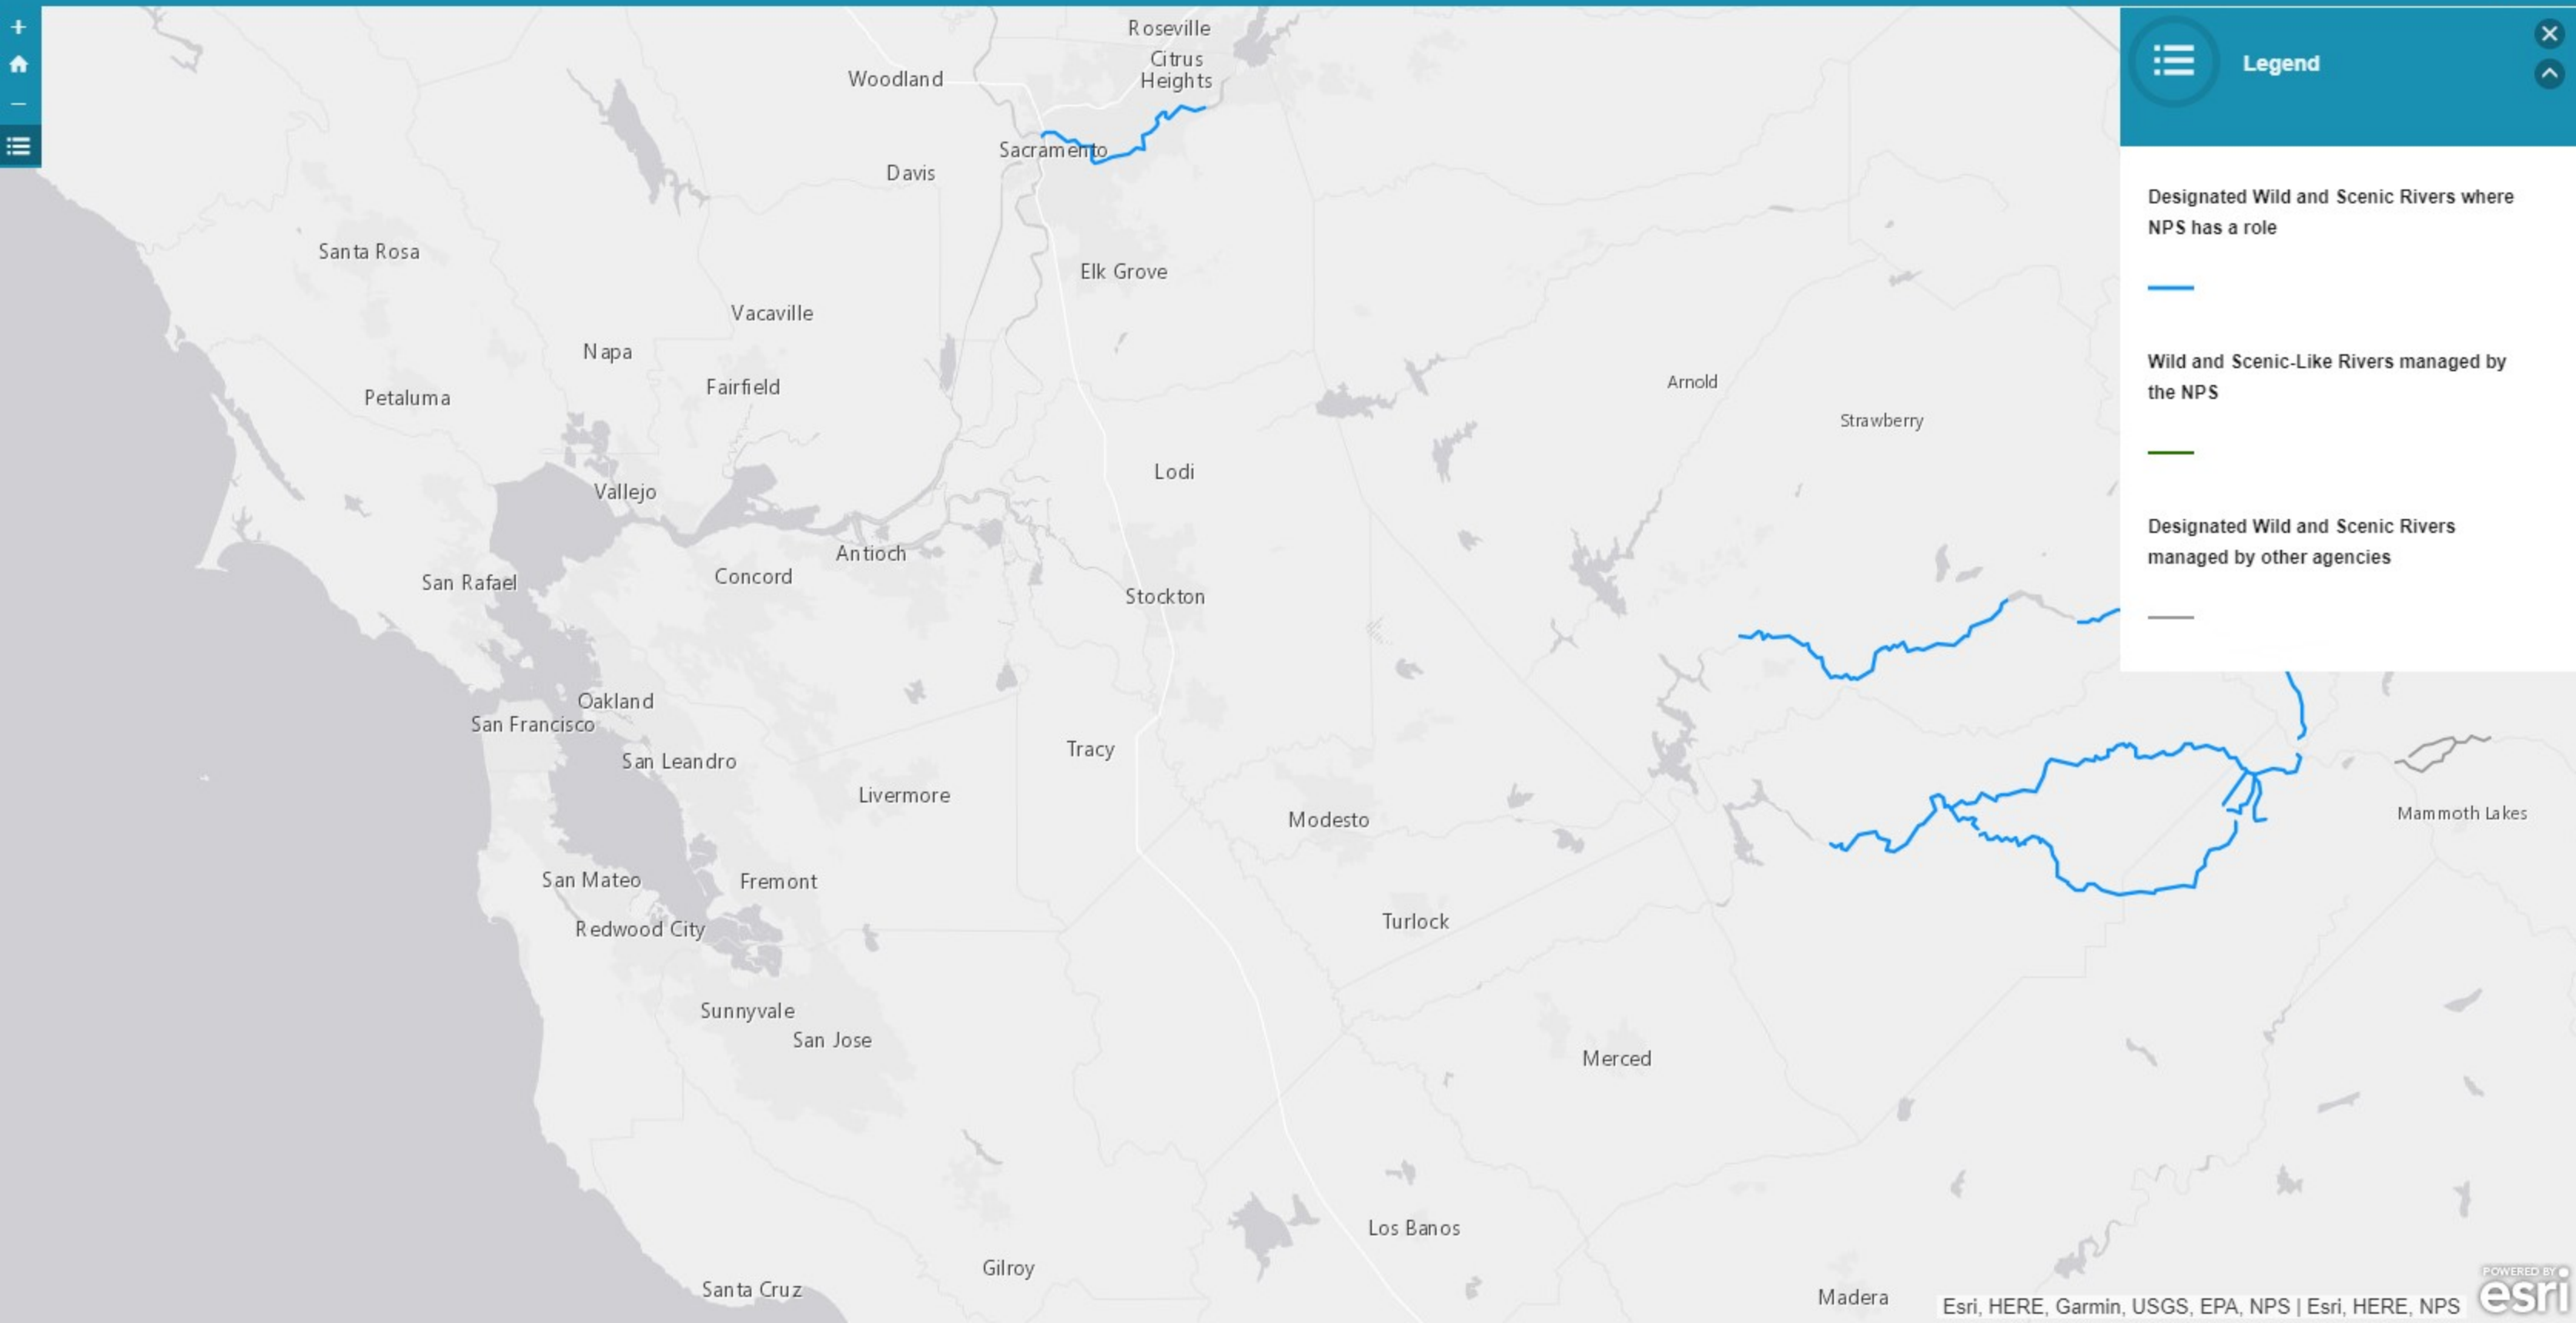 Roseville
Citrus
Heights
Woodland
Sacramento
Davis
Santa Rosa
Elk Grove
Vacaville
Napa
Fairfield
Petaluma
Arnold
Strawberry
Lodi
Vallejo
Antioch
Concord
San Rafael
Stockton
Oakland
San Francisco
San Leandro
Tracy
Livermore
Modesto
Mammoth Lakes
San Mateo
Fremont
Redwood City
Turlock
Sunnyvale
San Jose
Merced
Los Banos
Gilroy
Santa Cruz
Madera
Legend
Designated Wild and Scenic Rivers where
NPS has a role
Wild and Scenic-Like Rivers managed by
the NPS
Designated Wild and Scenic Rivers
managed by other agencies
Esri, HERE, Garmin, USGS, EPA, NPS | Esri, HERE, NPS
POWERED BY
esri